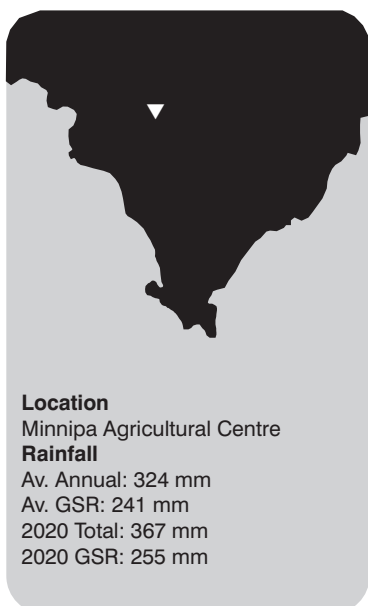 Location
Minnipa Agricultural Centre
Rainfall
Av. Annual: 324 mm
Av. GSR: 241 mm
2020 Total: 367 mm
2020 GSR: 255 mm